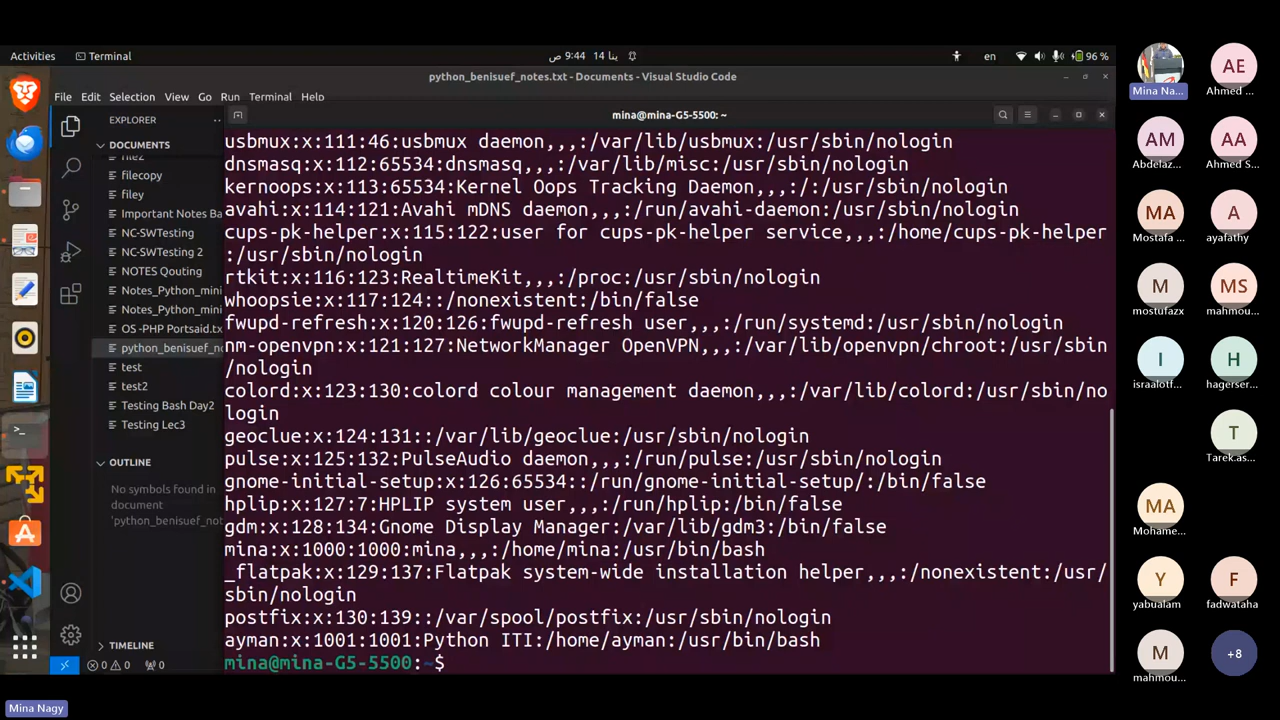 Activities
Terminal
9:44 ص
14 ينا
en
96 %
python_benisuef_notes.txt - Documents - Visual Studio Code
File Edit Selection View Go Run Terminal Help
mina@mina-G5-5500: ~
EXPLORER
DOCUMENTS
file2
filecopy
filey
Important Notes Ba
NC-SWTesting
NC-SWTesting 2
NOTES Qouting
Notes_Python_mini
Notes_Python_mini
OS -PHP Portsaid.tx
python_benisuef_no
test
test2
Testing Bash Day2
Testing Lec3
OUTLINE
No symbols found in
document
'python_benisuef_not
TIMELINE
0 0 0
usbmux:x:111:46:usbmux daemon,,,:/var/lib/usbmux:/usr/sbin/nologin
dnsmasq:x:112:65534:dnsmasq,,,:/var/lib/misc:/usr/sbin/nologin
kernoops:x:113:65534:Kernel Oops Tracking Daemon,,,:/:/usr/sbin/nologin
avahi:x:114:121:Avahi mDNS daemon,,,:/run/avahi-daemon:/usr/sbin/nologin
cups-pk-helper:x:115:122:user for cups-pk-helper service,,,:/home/cups-pk-helper
:/usr/sbin/nologin
rtkit:x:116:123:RealtimeKit,,,:/proc:/usr/sbin/nologin
whoopsie:x:117:124::/nonexistent:/bin/false
fwupd-refresh:x:120:126:fwupd-refresh user,,,:/run/systemd:/usr/sbin/nologin
nm-openvpn:x:121:127:NetworkManager OpenVPN,,,:/var/lib/openvpn/chroot:/usr/sbin
/nologin
colord:x:123:130:colord colour management daemon,,,:/var/lib/colord:/usr/sbin/no
login
geoclue:x:124:131::/var/lib/geoclue:/usr/sbin/nologin
pulse:x:125:132:PulseAudio daemon,,,:/run/pulse:/usr/sbin/nologin
gnome-initial-setup:x:126:65534::/run/gnome-initial-setup/:/bin/false
hplip:x:127:7:HPLIP system user,,,:/run/hplip:/bin/false
gdm:x:128:134:Gnome Display Manager:/var/lib/gdm3:/bin/false
mina:x:1000:1000:mina,,,:/home/mina:/usr/bin/bash
_flatpak:x:129:137:Flatpak system-wide installation helper,,,:/nonexistent:/usr/
sbin/nologin
postfix:x:130:139::/var/spool/postfix:/usr/sbin/nologin
ayman:x:1001:1001:Python ITI:/home/ayman:/usr/bin/bash
mina@mina-G5-5500:~$
Mina Na...
AE
Ahmed ...
AM
Abdelaz...
AA
Ahmed S...
MA
Mostafa ...
A
ayafathy
M
mostufazx
MS
mahmou...
I
israalotf...
H
hagerser...
T
Tarek.as...
MA
Mohame...
Y
yabualam
F
fadwataha
M
mahmou...
+8
Mina Nagy